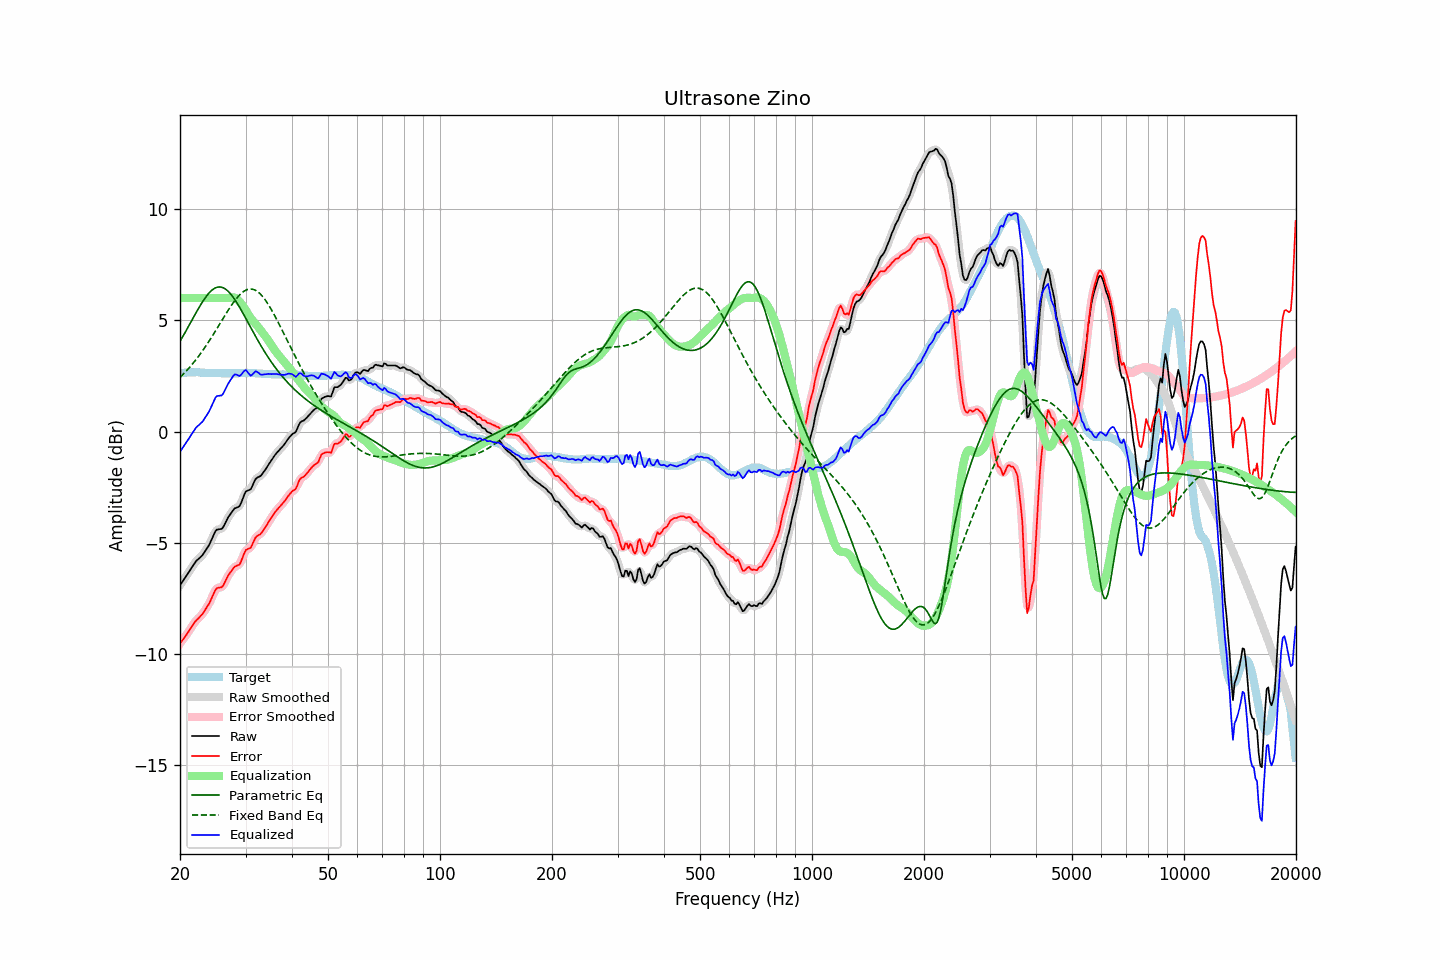 Ultrasone Zino
Amplitude (dBr)
10
5
0
−5
−10
−15
Target
Raw Smoothed
Error Smoothed
Raw
Error
Equalization
Parametric Eq
Fixed Band Eq
Equalized
20
50
100
200
500
1000
2000
5000
10000
20000
Frequency (Hz)